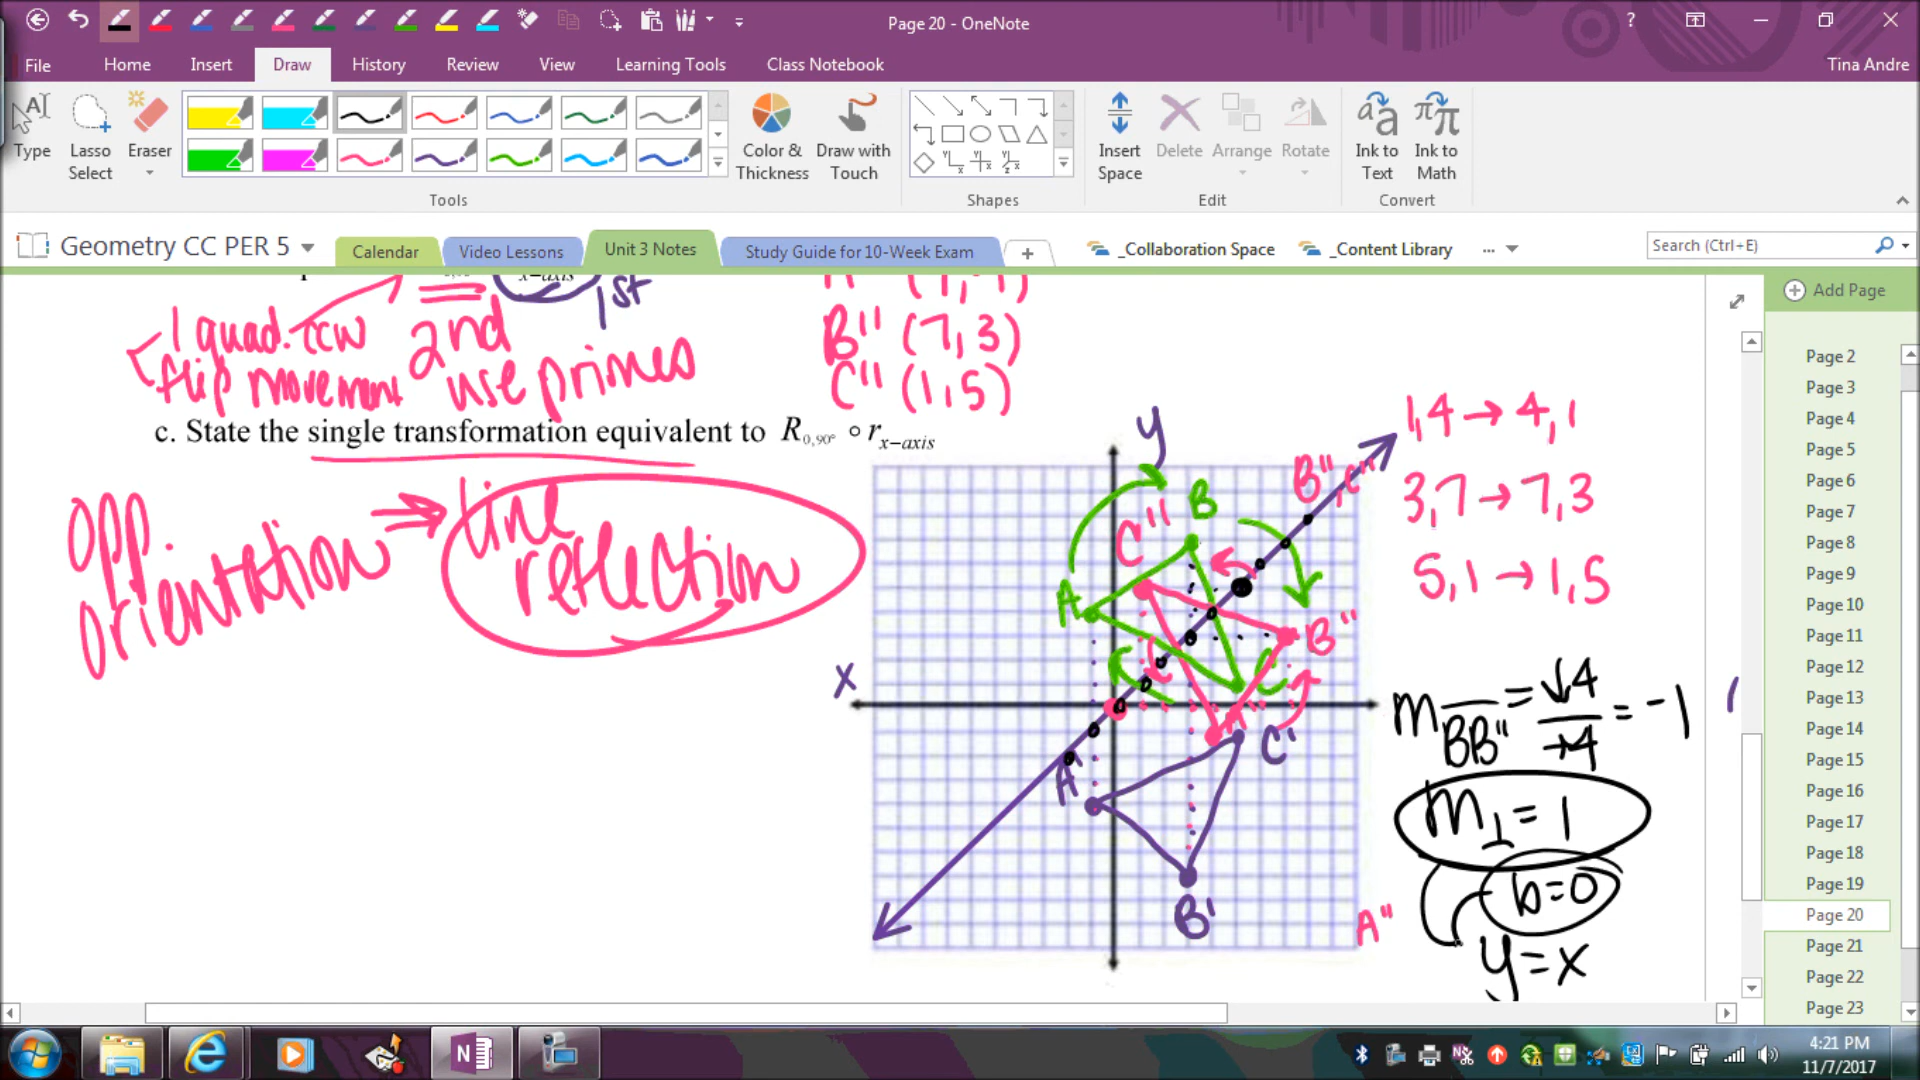 Page 20 - OneNote
?
File
Home
Insert
Draw
History
Review
View
Learning Tools
Class Notebook
Tina Andre
Type
Lasso Select
Eraser
Color & Thickness
Draw with Touch
Insert Space
Delete
Arrange
Rotate
Ink to Text
Ink to Math
Tools
Shapes
Edit
Convert
Geometry CC PER 5
Calendar
Video Lessons
Unit 3 Notes
Study Guide for 10-Week Exam
_Collaboration Space
_Content Library
Search (Ctrl+E)
Add Page
x-axis
1st
1 quad. ccw
2nd
flip movement
use primes
B'' (7, 3)
C'' (1, 5)
c. State the single transformation equivalent to R0,90° ∘ rx-axis
opp
orientation ⇒ line
reflection
y
x
B''
C''
B
A
C
B''
A'
C'
B'
A''
1,4 → 4,1
3,7 → 7,3
5,1 → 1,5
m BB'' = ↓4 / →4 = -1
m⊥ = 1
b=0
y=x
Page 2
Page 3
Page 4
Page 5
Page 6
Page 7
Page 8
Page 9
Page 10
Page 11
Page 12
Page 13
Page 14
Page 15
Page 16
Page 17
Page 18
Page 19
Page 20
Page 21
Page 22
Page 23
4:21 PM
11/7/2017